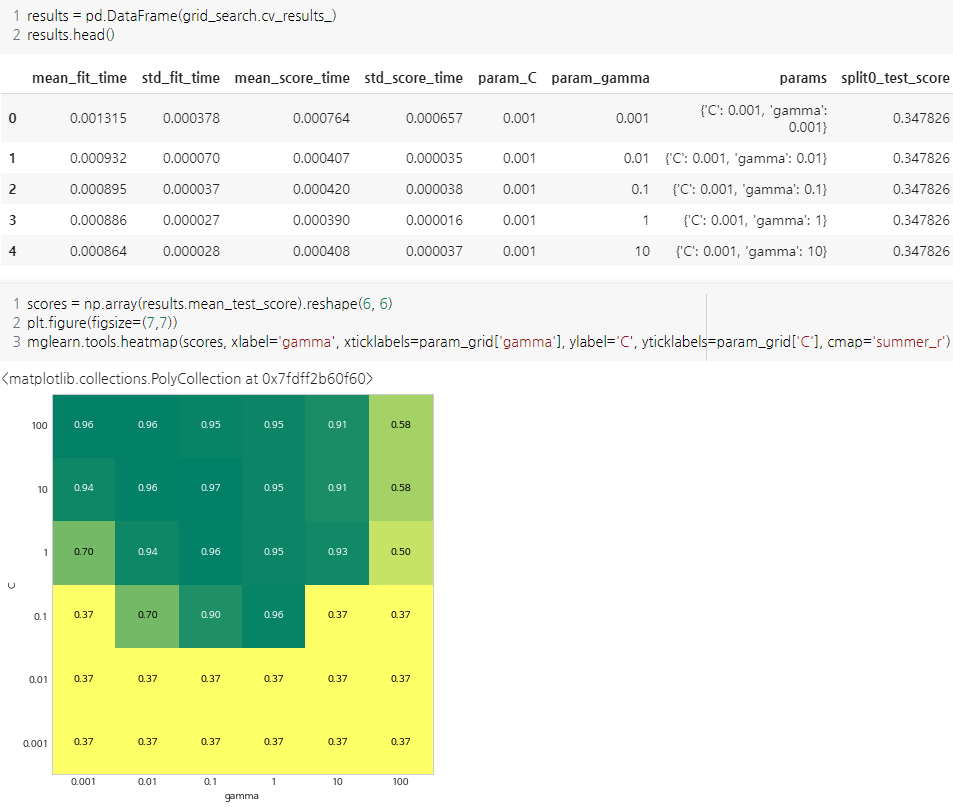 1 results = pd.DataFrame(grid_search.cv_results_)
2 results.head()
mean_fit_time std_fit_time mean_score_time std_score_time param_C param_gamma params split0_test_score
0 0.001315 0.000378 0.000764 0.000657 0.001 0.001 {'C': 0.001, 'gamma': 0.001} 0.347826
1 0.000932 0.000070 0.000407 0.000035 0.001 0.01 {'C': 0.001, 'gamma': 0.01} 0.347826
2 0.000895 0.000037 0.000420 0.000038 0.001 0.1 {'C': 0.001, 'gamma': 0.1} 0.347826
3 0.000886 0.000027 0.000390 0.000016 0.001 1 {'C': 0.001, 'gamma': 1} 0.347826
4 0.000864 0.000028 0.000408 0.000037 0.001 10 {'C': 0.001, 'gamma': 10} 0.347826
1 scores = np.array(results.mean_test_score).reshape(6, 6)
2 plt.figure(figsize=(7,7))
3 mglearn.tools.heatmap(scores, xlabel='gamma', xticklabels=param_grid['gamma'], ylabel='C', yticklabels=param_grid['C'], cmap='summer_r')
<matplotlib.collections.PolyCollection at 0x7fdff2b60f60>
100 0.96 0.96 0.95 0.95 0.91 0.58
10 0.94 0.96 0.97 0.95 0.91 0.58
1 0.70 0.94 0.96 0.95 0.93 0.50
C
0.1 0.37 0.70 0.90 0.96 0.37 0.37
0.01 0.37 0.37 0.37 0.37 0.37 0.37
0.001 0.37 0.37 0.37 0.37 0.37 0.37
0.001 0.01 0.1 1 10 100
gamma